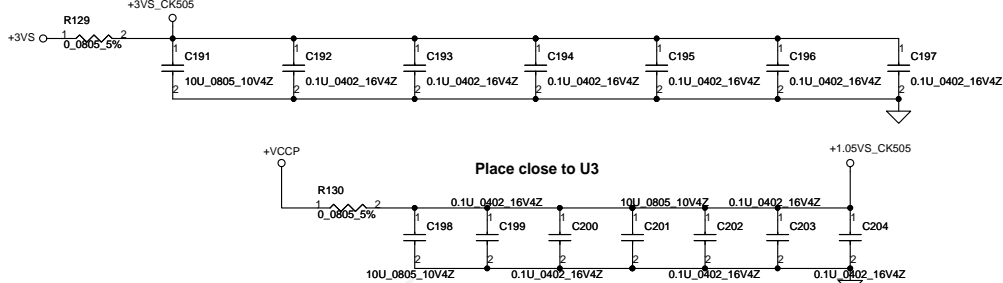 +3VS_CK505
R129
+3VS 1 2
0_0805_5%
1 1 1 1 1 1 1
C191 C192 C193 C194 C195 C196 C197
10U_0805_10V4Z 0.1U_0402_16V4Z 0.1U_0402_16V4Z 0.1U_0402_16V4Z 0.1U_0402_16V4Z 0.1U_0402_16V4Z 0.1U_0402_16V4Z
2 2 2 2 2 2 2
+VCCP +1.05VS_CK505
Place close to U3
R130
1 2 0.1U_0402_16V4Z 10U_0805_10V4Z 0.1U_0402_16V4Z
0_0805_5%
1 1 1 1 1 1 1
C198 C199 C200 C201 C202 C203 C204
2 2 2 2 2 2 2
10U_0805_10V4Z 0.1U_0402_16V4Z 0.1U_0402_16V4Z 0.1U_0402_16V4Z